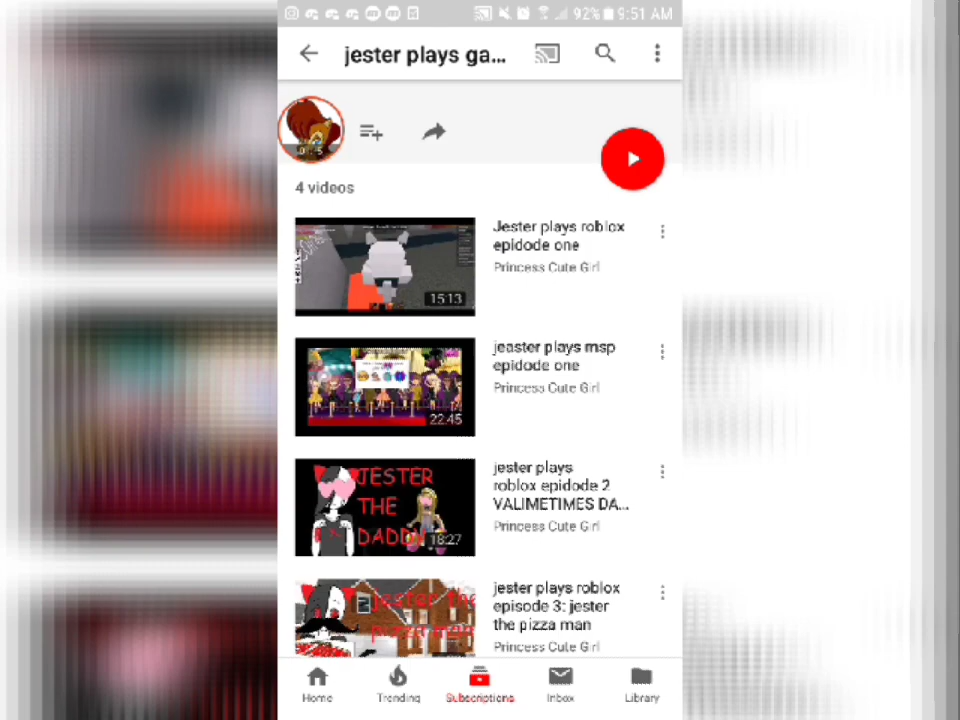 92% 9:51 AM
jester plays ga...
4 videos
15:13
Jester plays roblox
epidode one
Princess Cute Girl
22:45
jeaster plays msp
epidode one
Princess Cute Girl
JESTER
THE
DADDY
18:27
jester plays
roblox epidode 2
VALIMETIMES DA...
Princess Cute Girl
jester the
jester plays roblox
episode 3: jester
the pizza man
Princess Cute Girl
Home Trending Subscriptions Inbox Library